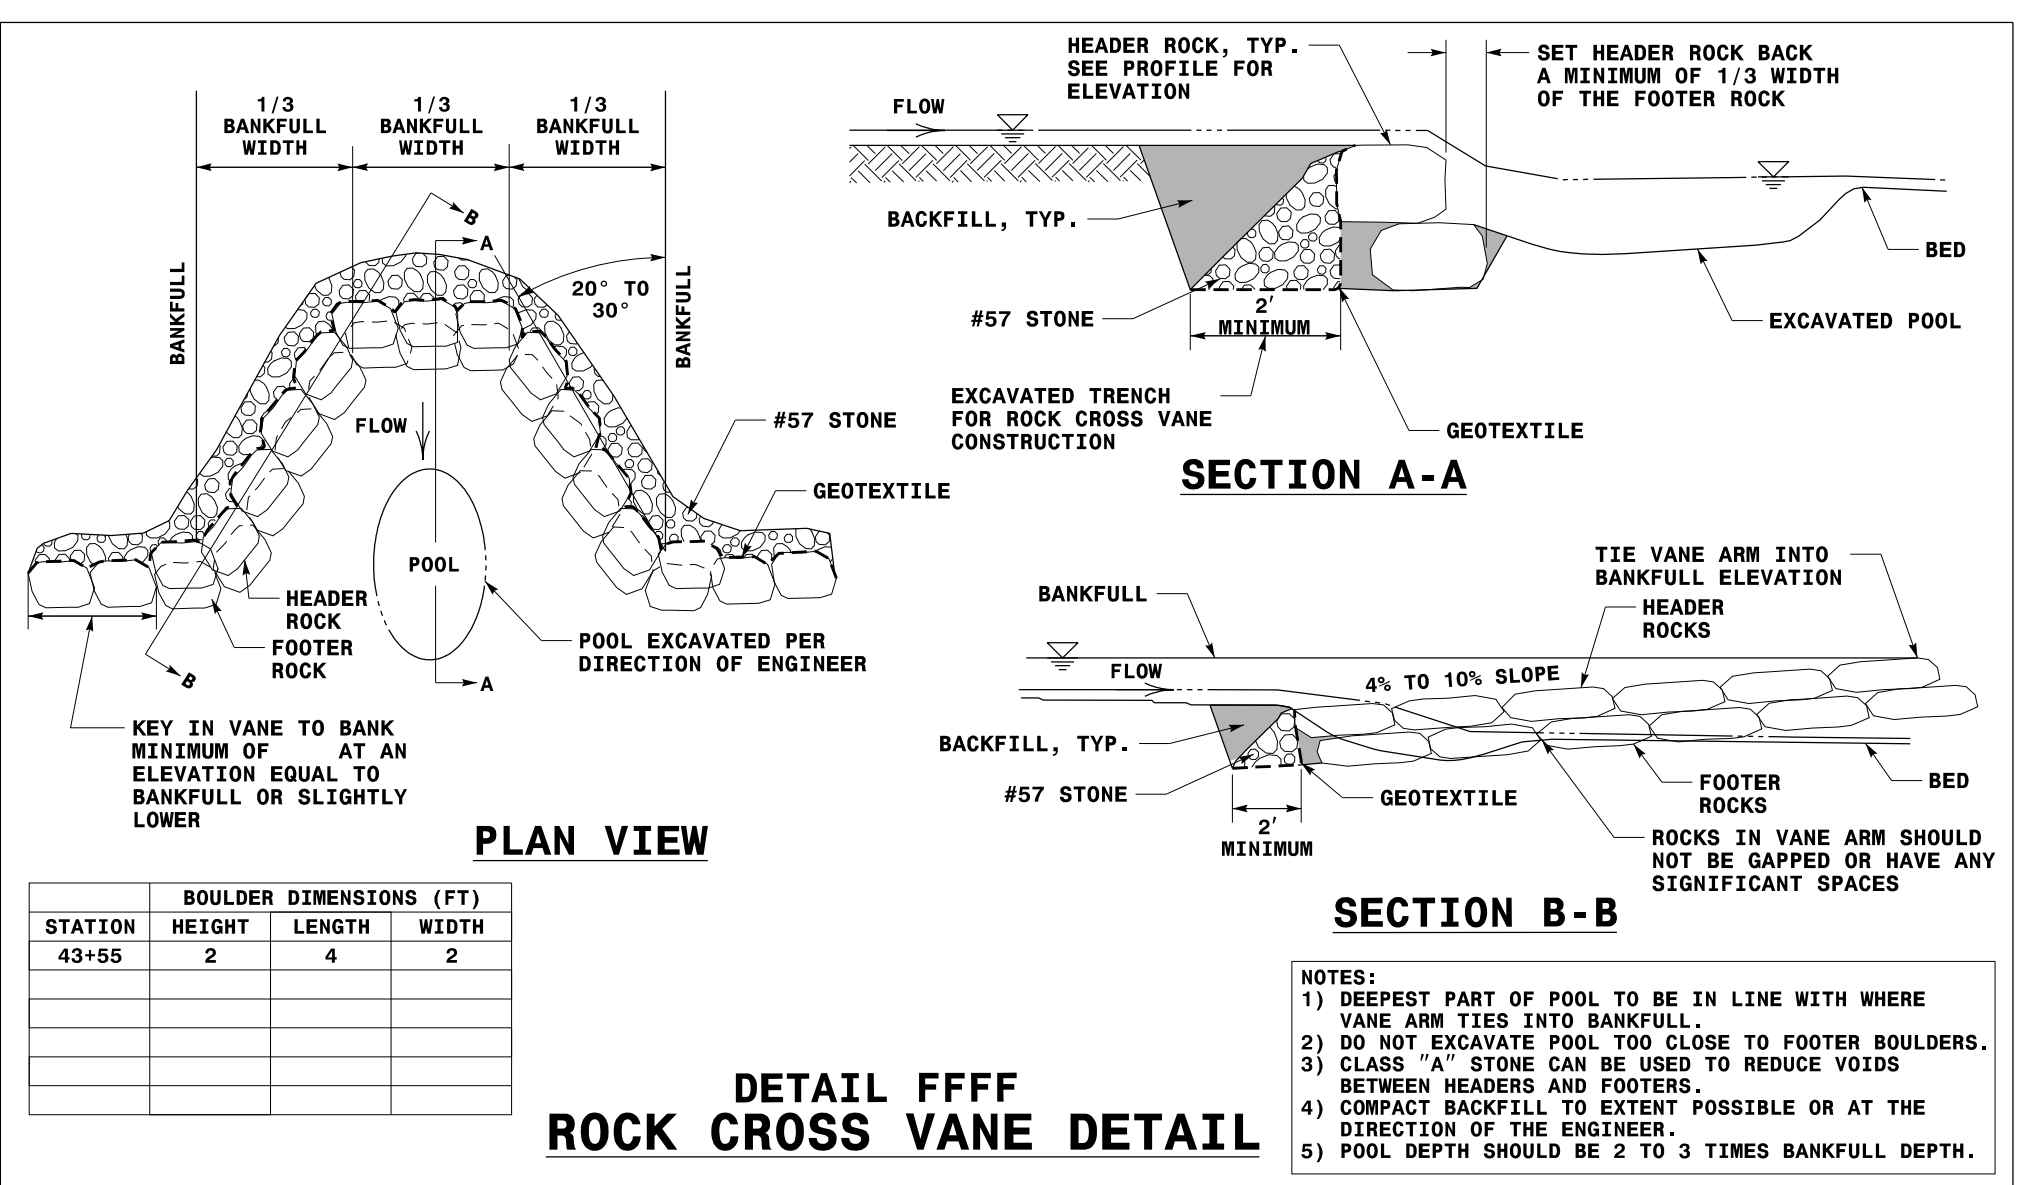 1/3
BANKFULL
WIDTH
1/3
BANKFULL
WIDTH
1/3
BANKFULL
WIDTH
B
A
BANKFULL
20° TO
30°
BANKFULL
FLOW
#57 STONE
GEOTEXTILE
POOL
HEADER
ROCK
FOOTER
ROCK
POOL EXCAVATED PER
DIRECTION OF ENGINEER
B
A
KEY IN VANE TO BANK
MINIMUM OF AT AN
ELEVATION EQUAL TO
BANKFULL OR SLIGHTLY
LOWER
PLAN VIEW
HEADER ROCK, TYP.
SEE PROFILE FOR
ELEVATION
SET HEADER ROCK BACK
A MINIMUM OF 1/3 WIDTH
OF THE FOOTER ROCK
FLOW
BACKFILL, TYP.
BED
#57 STONE
2'
MINIMUM
EXCAVATED POOL
EXCAVATED TRENCH
FOR ROCK CROSS VANE
CONSTRUCTION
GEOTEXTILE
SECTION A-A
TIE VANE ARM INTO
BANKFULL ELEVATION
BANKFULL
HEADER
ROCKS
FLOW
4% TO 10% SLOPE
BACKFILL, TYP.
#57 STONE
GEOTEXTILE
FOOTER
ROCKS
BED
2'
MINIMUM
ROCKS IN VANE ARM SHOULD
NOT BE GAPPED OR HAVE ANY
SIGNIFICANT SPACES
SECTION B-B
BOULDER DIMENSIONS (FT)
STATION HEIGHT LENGTH WIDTH
43+55 2 4 2
DETAIL FFFF
ROCK CROSS VANE DETAIL
NOTES:
1) DEEPEST PART OF POOL TO BE IN LINE WITH WHERE
VANE ARM TIES INTO BANKFULL.
2) DO NOT EXCAVATE POOL TOO CLOSE TO FOOTER BOULDERS.
3) CLASS "A" STONE CAN BE USED TO REDUCE VOIDS
BETWEEN HEADERS AND FOOTERS.
4) COMPACT BACKFILL TO EXTENT POSSIBLE OR AT THE
DIRECTION OF THE ENGINEER.
5) POOL DEPTH SHOULD BE 2 TO 3 TIMES BANKFULL DEPTH.